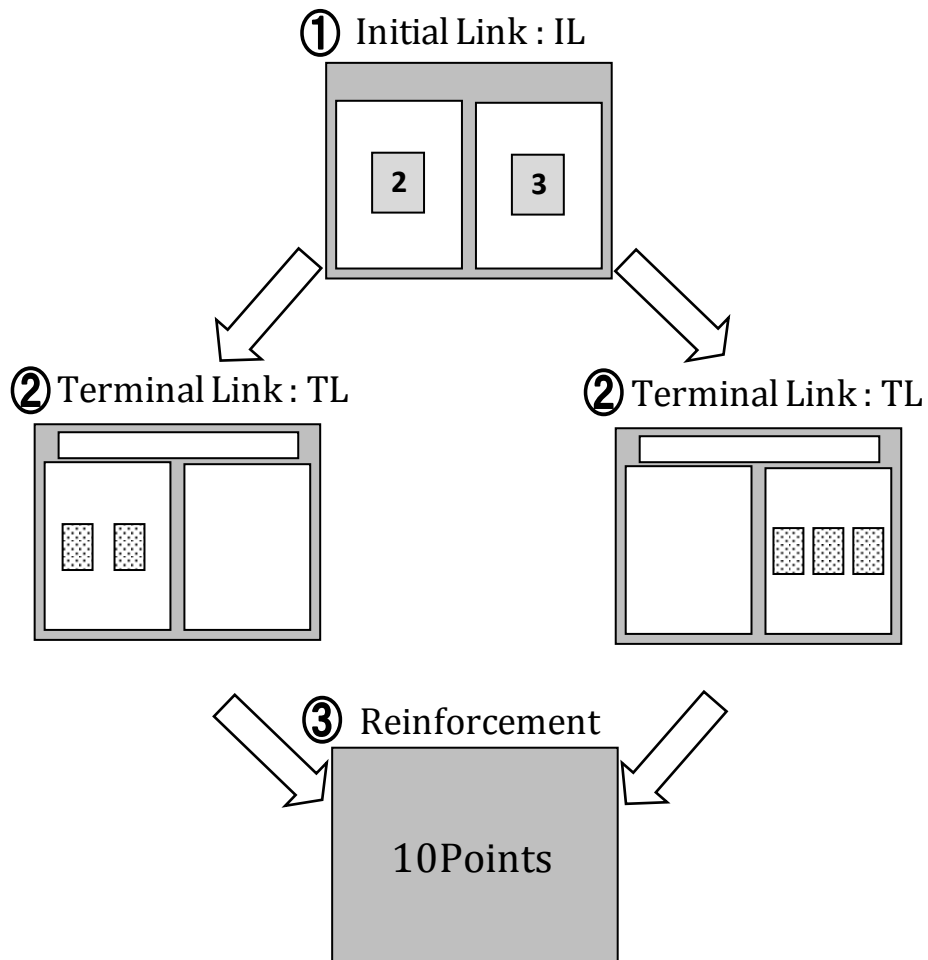 ① Initial Link : IL
2 3
② Terminal Link : TL
② Terminal Link : TL
③ Reinforcement
10Points